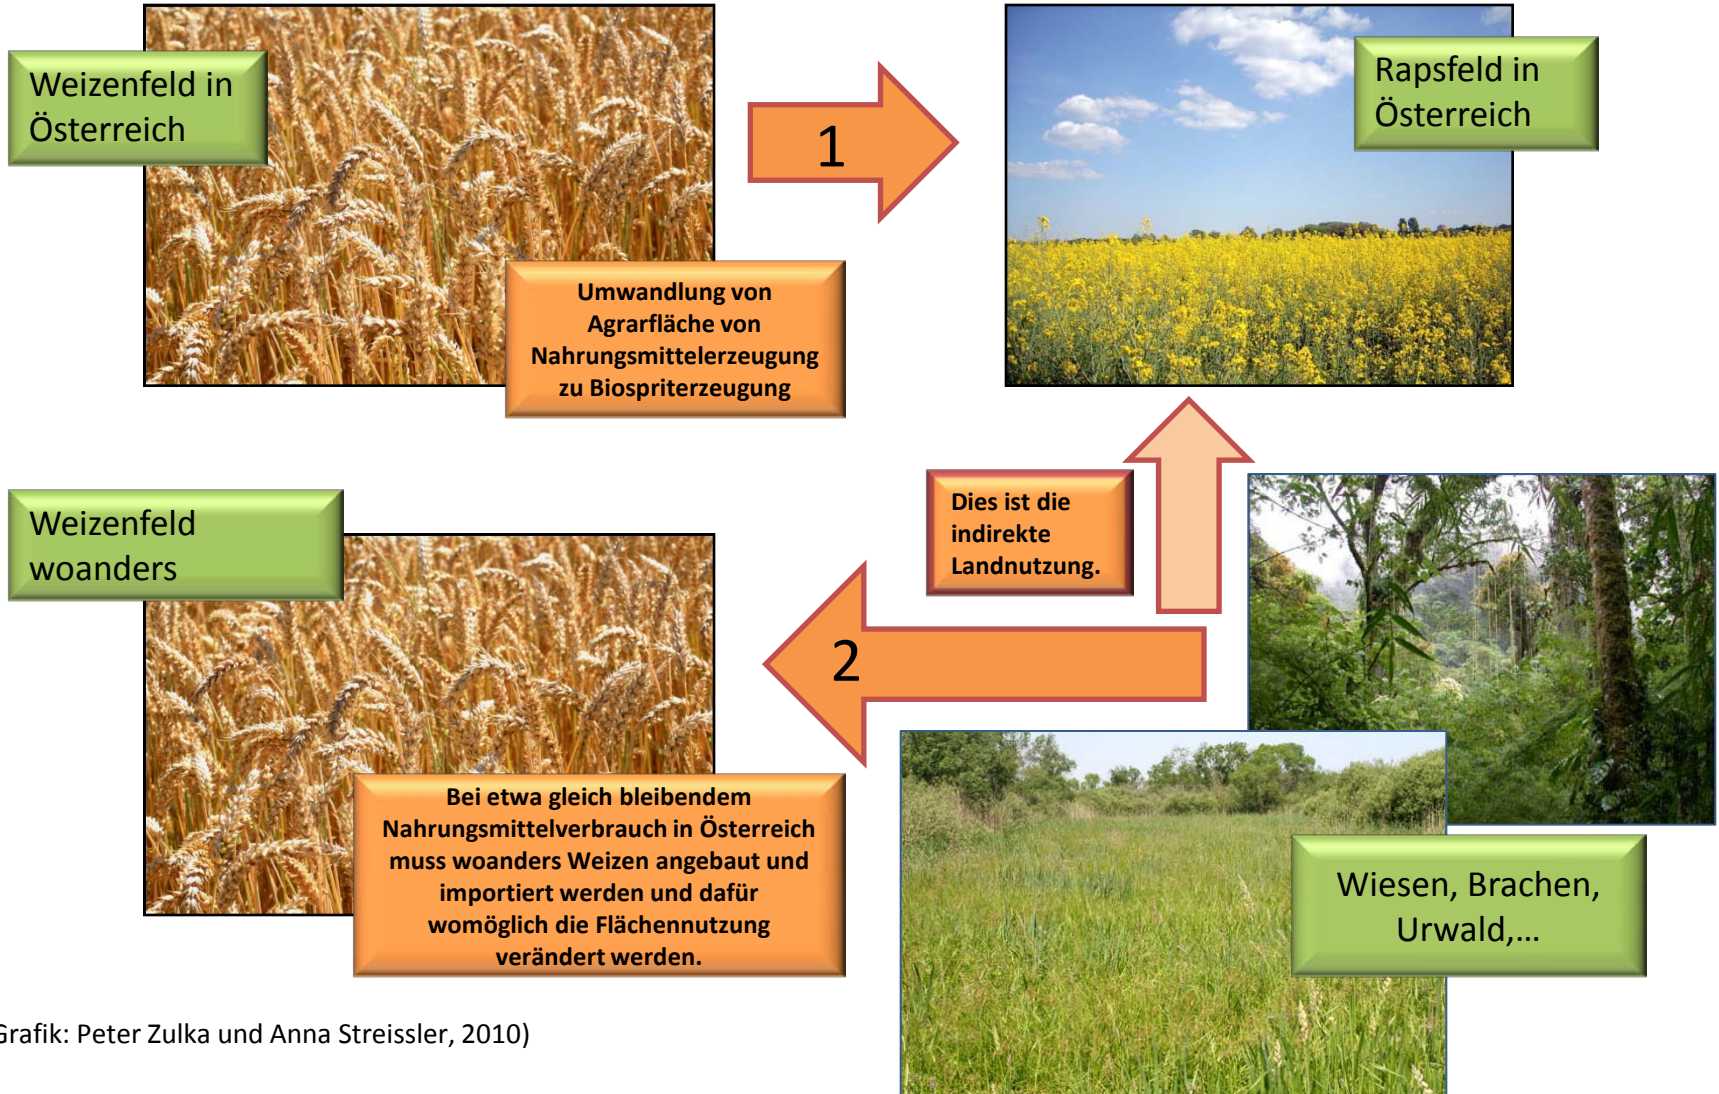 Weizenfeld in
Österreich
1
Rapsfeld in
Österreich
Umwandlung von
Agrarfläche von
Nahrungsmittelerzeugung
zu Biospriterzeugung
Weizenfeld
woanders
Dies ist die
indirekte
Landnutzung.
2
Bei etwa gleich bleibendem
Nahrungsmittelverbrauch in Österreich
muss woanders Weizen angebaut und
importiert werden und dafür
womöglich die Flächennutzung
verändert werden.
Wiesen, Brachen,
Urwald,...
Grafik: Peter Zulka und Anna Streissler, 2010)